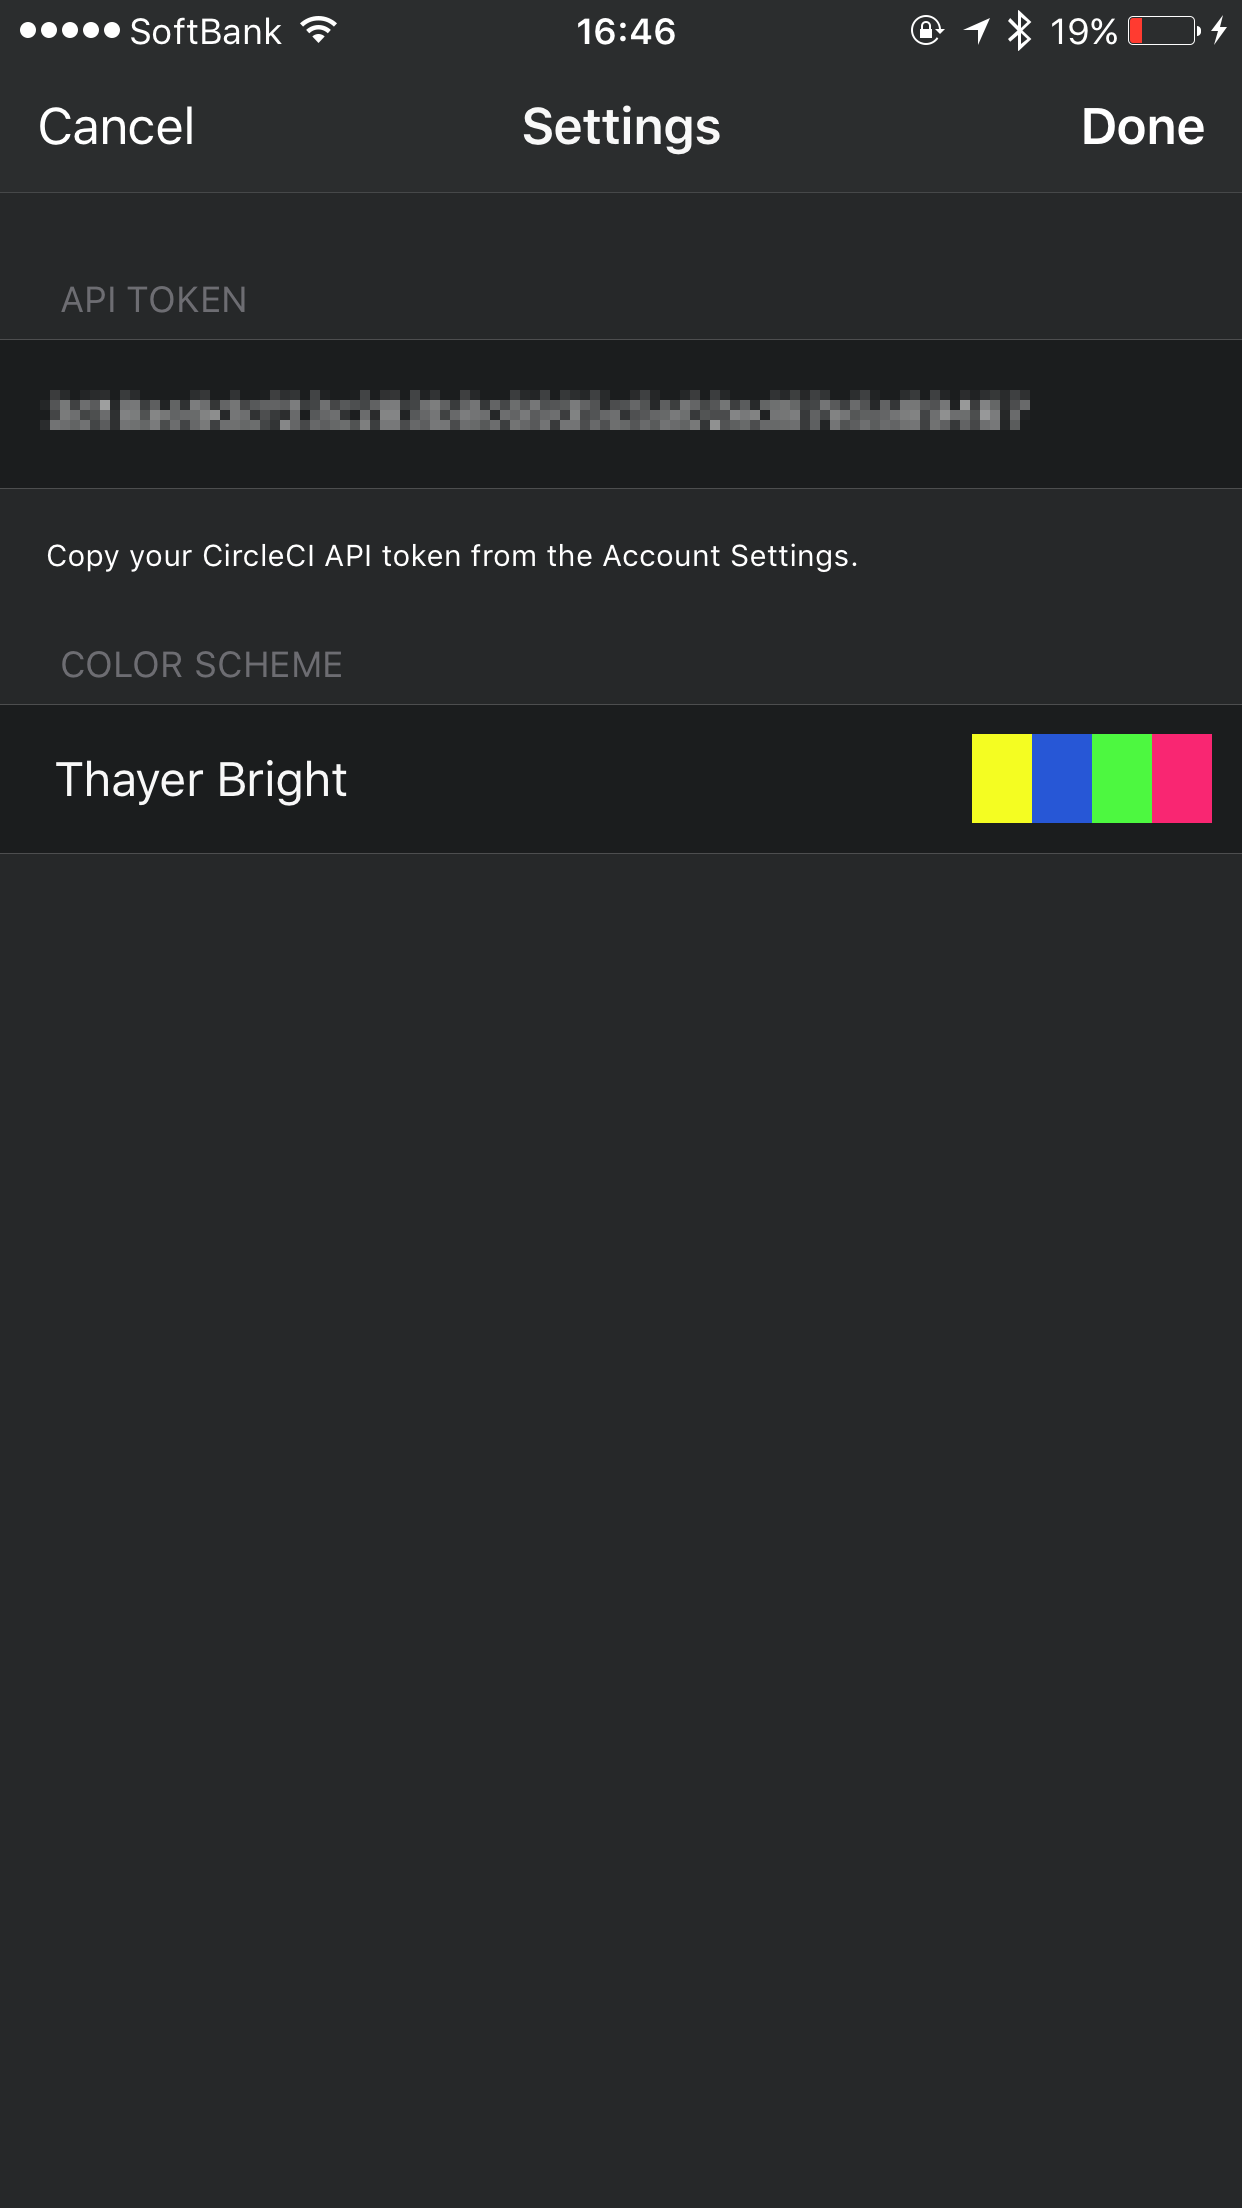 SoftBank 16:46 19%
Cancel Settings Done
API TOKEN
Copy your CircleCI API token from the Account Settings.
COLOR SCHEME
Thayer Bright